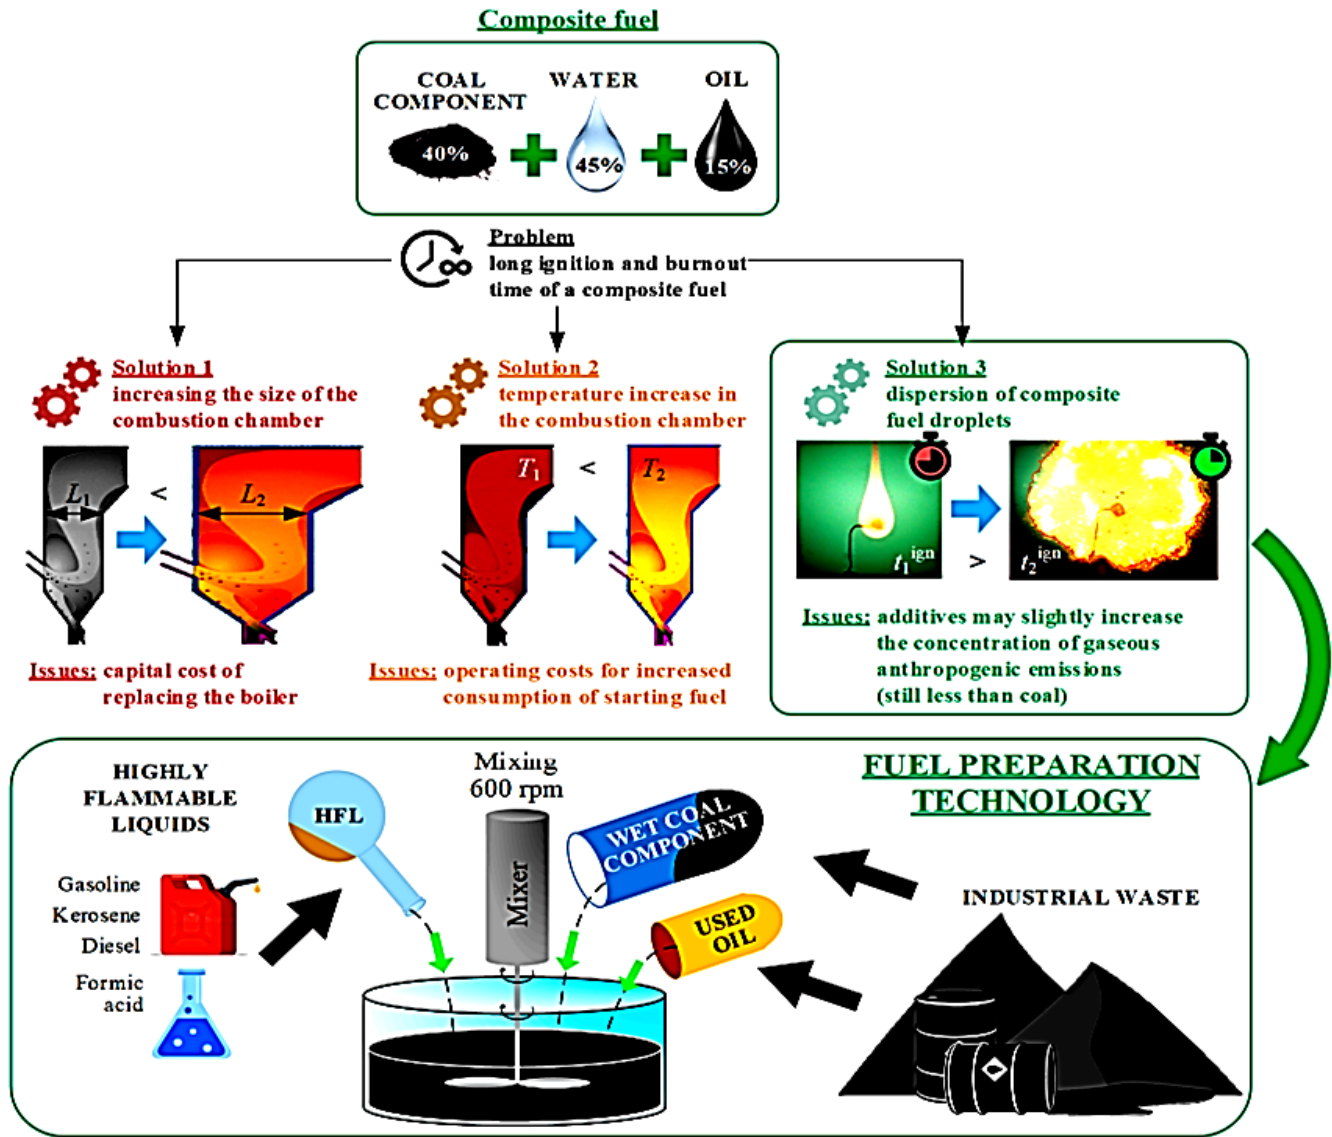 Composite fuel
COAL
COMPONENT
WATER
OIL
40%
45%
15%
Problem
long ignition and burnout
time of a composite fuel
Solution 1
increasing the size of the
combustion chamber
L1 < L2
Issues: capital cost of
replacing the boiler
Solution 2
temperature increase in
the combustion chamber
T1 < T2
Issues: operating costs for increased
consumption of starting fuel
Solution 3
dispersion of composite
fuel droplets
t1 ign > t2 ign
Issues: additives may slightly increase
the concentration of gaseous
anthropogenic emissions
(still less than coal)
FUEL PREPARATION
TECHNOLOGY
HIGHLY
FLAMMABLE
LIQUIDS
Gasoline
Kerosene
Diesel
Formic
acid
HFL
Mixing
600 rpm
Mixer
WET COAL
COMPONENT
USED
OIL
INDUSTRIAL WASTE